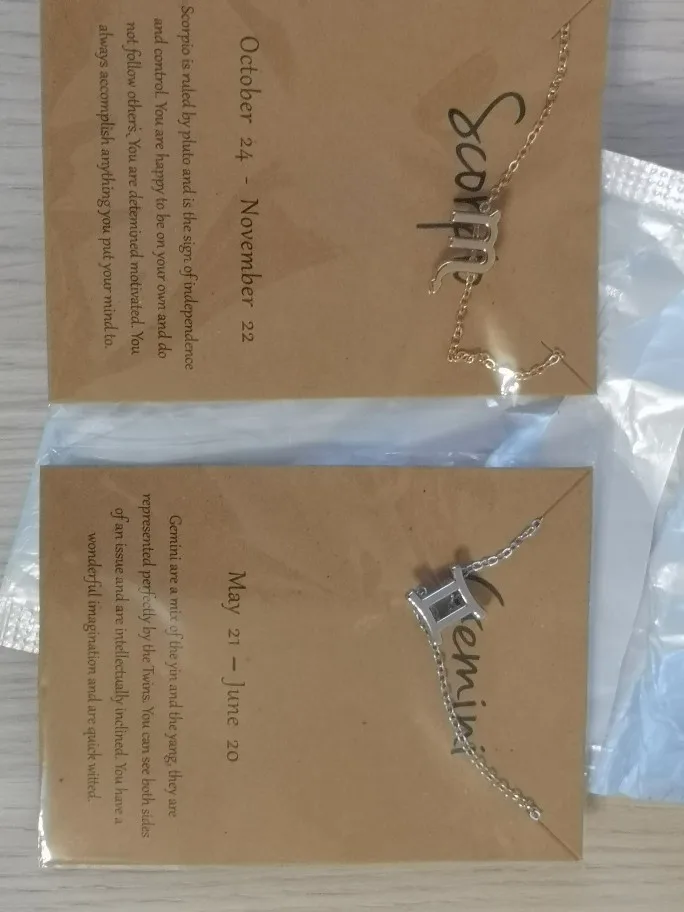 Scorpio
October 24 - November 22
Scorpio is ruled by pluto and is the sign of independence
and control. You are happy to be on your own and do
not follow others, You are detemined motivated. You
always accomplish anything you put your mind to.
Gemini
May 21 – June 20
Gemini are a mix of the yin and the yang, they are
represented perfectly by the Twins. You can see both sides
of an issue and are intellectually inclined. You have a
wonderful imagination and are quick witted.